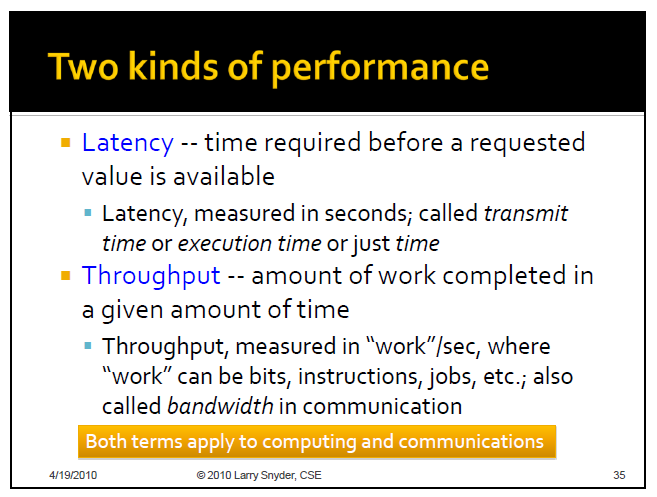 Two kinds of performance
Latency -- time required before a requested
value is available
Latency, measured in seconds; called transmit
time or execution time or just time
Throughput -- amount of work completed in
a given amount of time
Throughput, measured in “work”/sec, where
“work” can be bits, instructions, jobs, etc.; also
called bandwidth in communication
Both terms apply to computing and communications
4/19/2010 © 2010 Larry Snyder, CSE 35